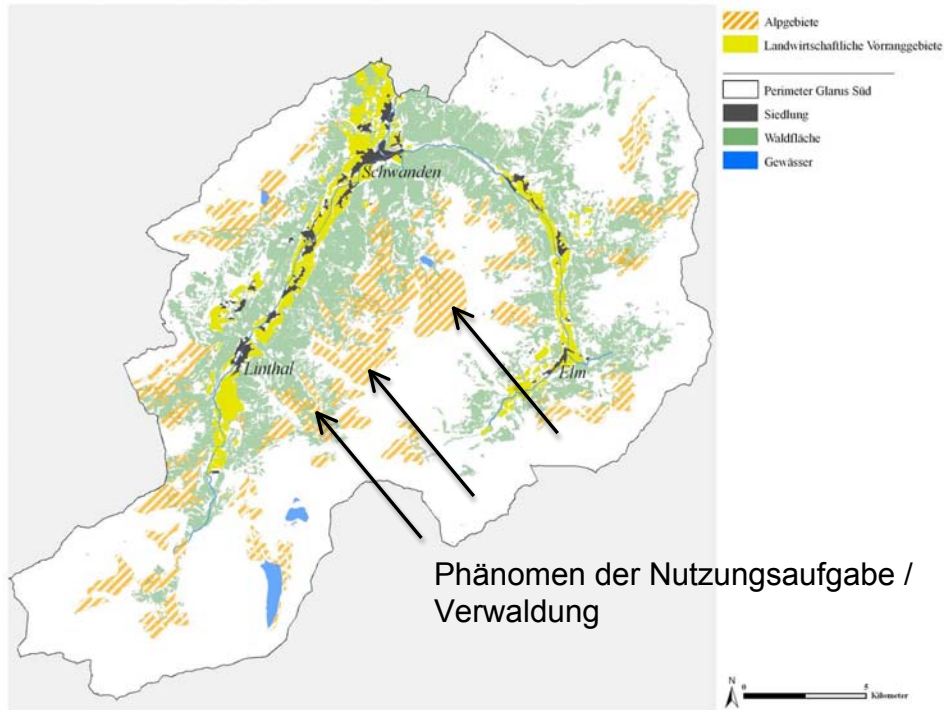 Alpgebiete
Landwirtschaftliche Vorranggebiete
Perimeter Glarus Süd
Siedlung
Waldfläche
Gewässer
Schwanden
Linthal
Elm
Phänomen der Nutzungsaufgabe /
Verwaldung
N
0 5
Kilometer